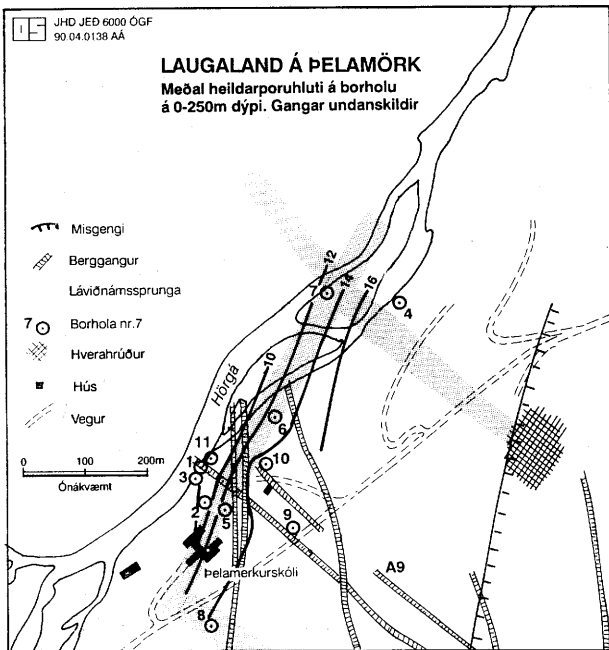 JHD JEÐ 6000 ÓGF
90.04.0138 AÁ
LAUGALAND Á ÞELAMÖRK
Meðal heildarporuhluti á borholu
á 0-250m dýpi. Gangar undanskildir
Misgengi
Berggangur
Láviðnámssprunga
7 Borhola nr.7
Hverahrúður
Hús
Vegur
0 100 200m
Ónákvæmt
Hörgá
12
7
14
16
4
10
6
11
1
10
3
2
5
9
Þelamerkurskóli
A9
8